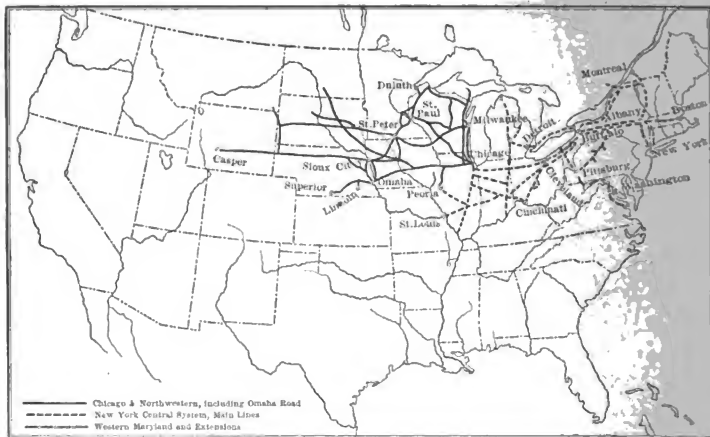 Montreal
Duluth
St.
Paul
Albany
Boston
St. Peter
Milwaukee
Detroit
Buffalo
New York
Casper
Sioux Cit
Chicago
Cleveland
Pittsburg
Washington
Superior
Lincoln
Omaha
Peoria
Cincinnati
St. Louis
Chicago & Northwestern, including Omaha Road
New York Central System, Main Lines
Western Maryland and Extensions